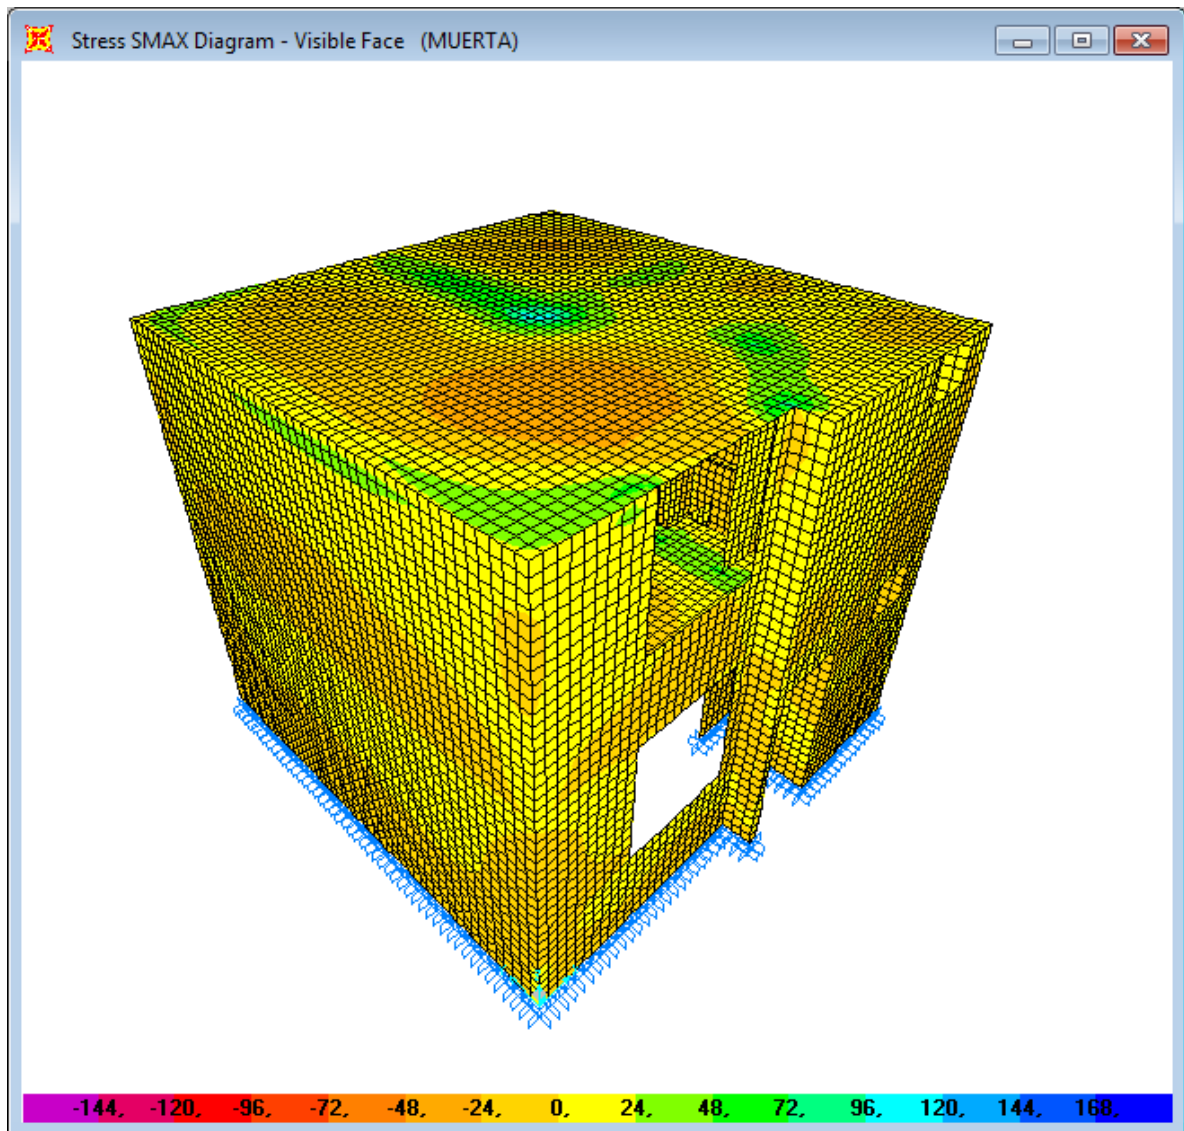 Stress SMAX Diagram - Visible Face (MUERTA)
-144, -120, -96, -72, -48, -24, 0, 24, 48, 72, 96, 120, 144, 168,